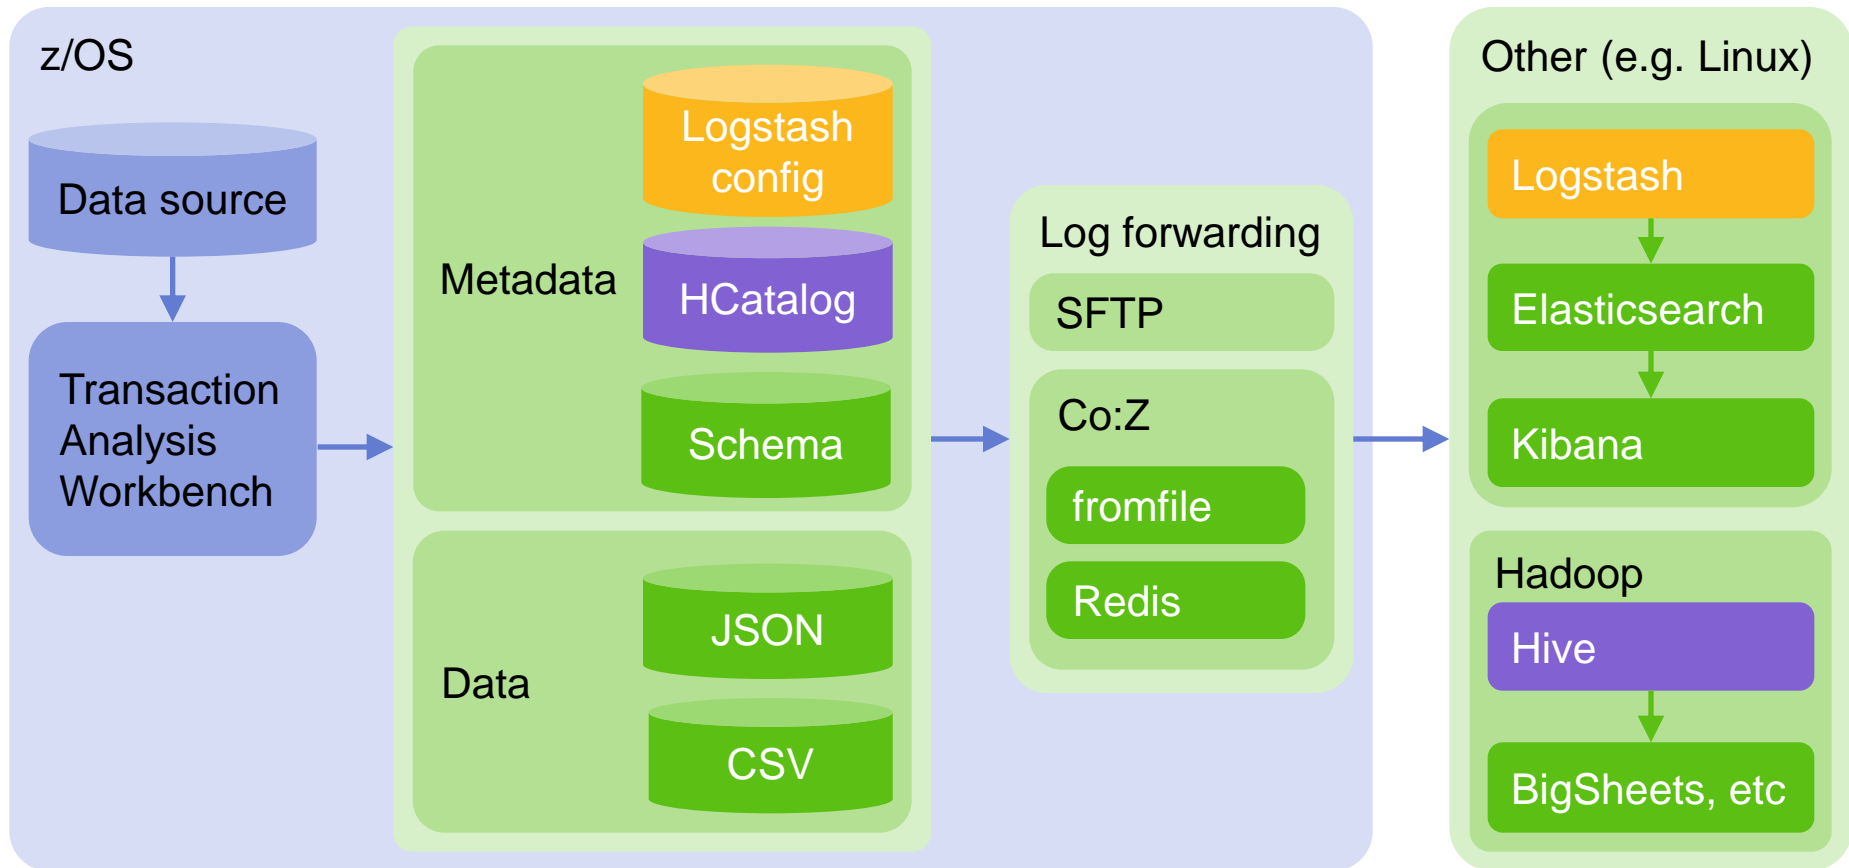 z/OS
Data source
Transaction
Analysis
Workbench
Metadata
Logstash
config
HCatalog
Schema
Data
JSON
CSV
Log forwarding
SFTP
Co:Z
fromfile
Redis
Other (e.g. Linux)
Logstash
Elasticsearch
Kibana
Hadoop
Hive
BigSheets, etc